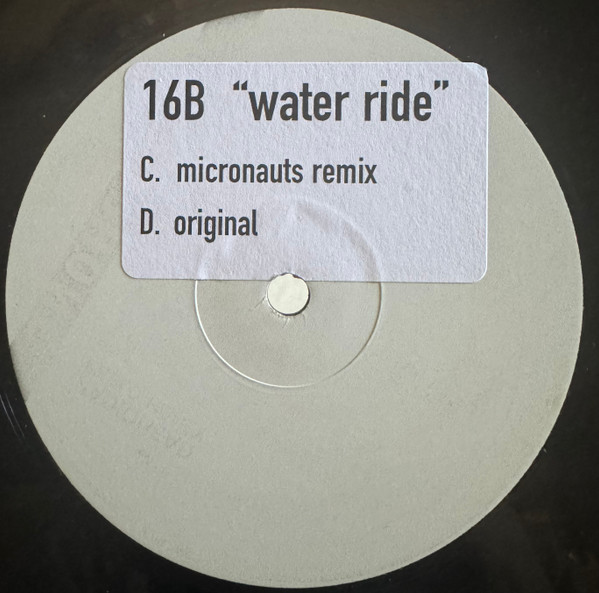 16B “water ride”
C. micronauts remix
D. original